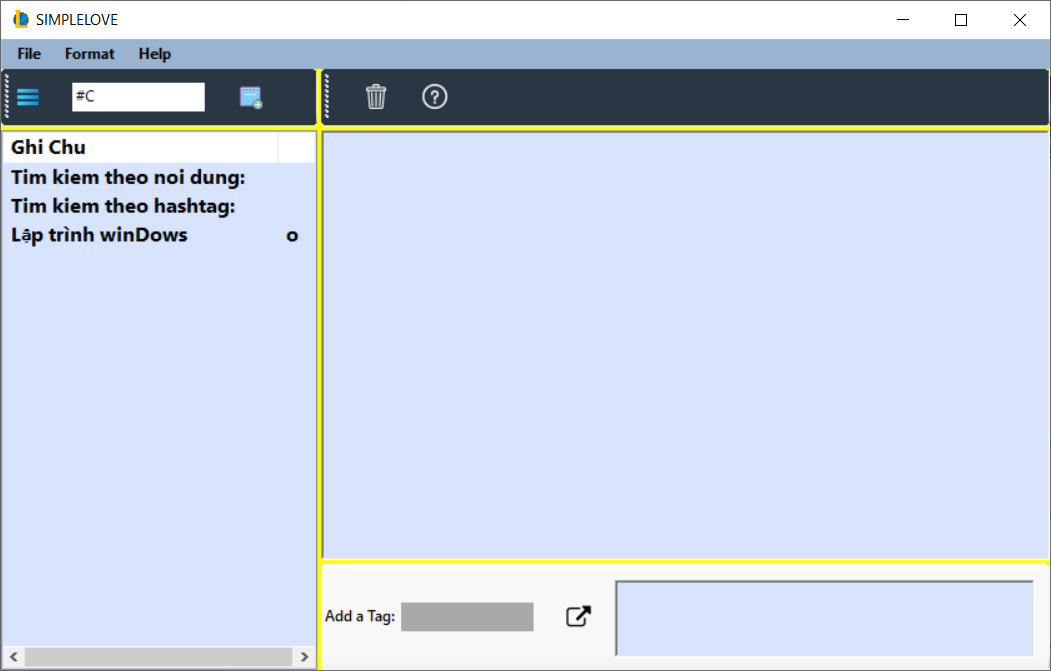 SIMPLELOVE
File Format Help
#C
Ghi Chu
Tim kiem theo noi dung:
Tim kiem theo hashtag:
Lập trình winDows o
Add a Tag: